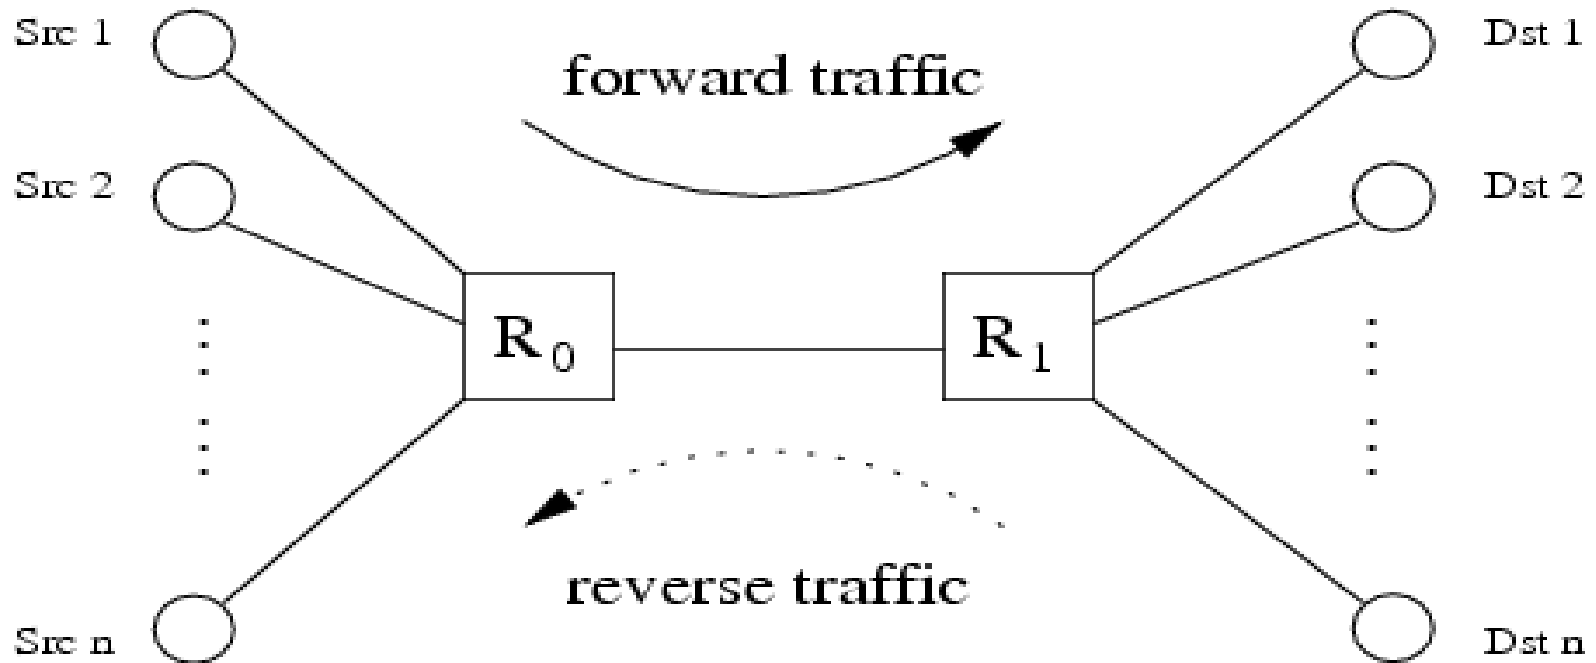 Src 1
Dst 1
forward traffic
Src 2
Dst 2
R0
R1
reverse traffic
Src n
Dst n